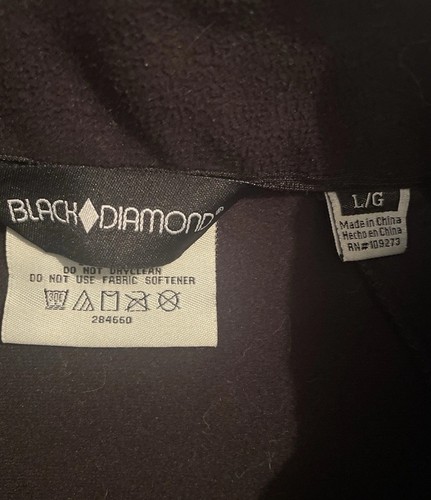 BLACK DIAMOND®
DO NOT DRYCLEAN
DO NOT USE FABRIC SOFTENER
284660
L/G
Made in China
Hecho en China
RN#109273